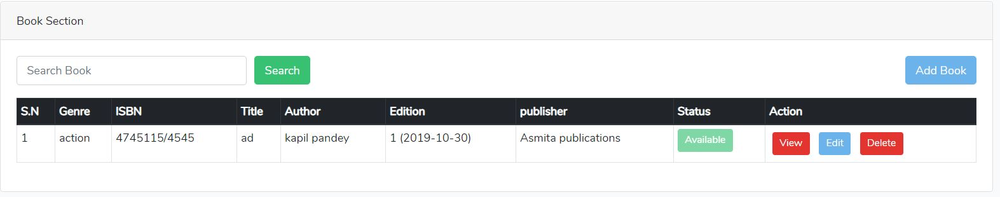 Book Section
Search Book Search Add Book
S.N Genre ISBN Title Author Edition publisher Status Action
1 action 4745115/4545 ad kapil pandey 1 (2019-10-30) Asmita publications Available View Edit Delete